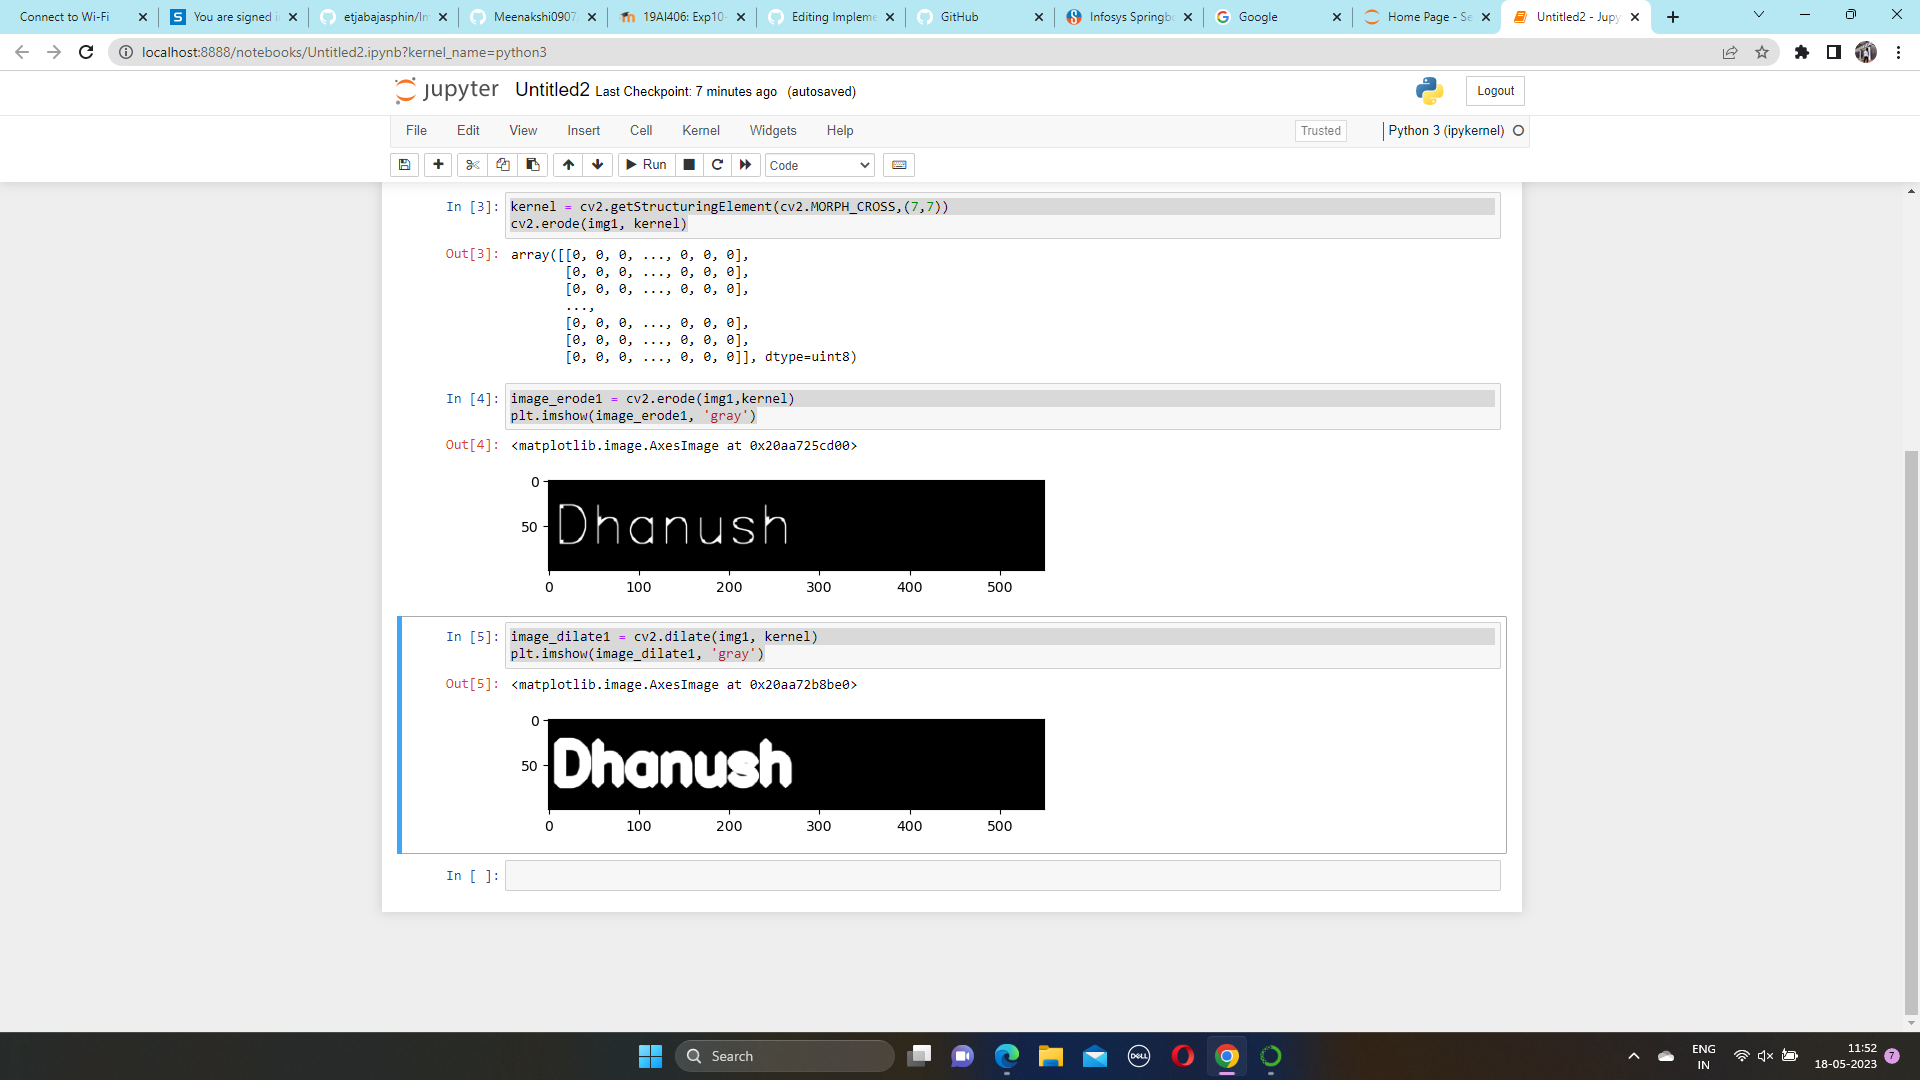 Connect to Wi-Fi
You are signed i
etjabajasphin/Im
Meenakshi0907
19AI406: Exp10
Editing Impleme
GitHub
Infosys Springbo
Google
Home Page - Se
Untitled2 - Jupy
localhost:8888/notebooks/Untitled2.ipynb?kernel_name=python3
jupyter Untitled2 Last Checkpoint: 7 minutes ago (autosaved)
Logout
File Edit View Insert Cell Kernel Widgets Help
Trusted
Python 3 (ipykernel)
Run
Code
In [3]: kernel = cv2.getStructuringElement(cv2.MORPH_CROSS,(7,7))
cv2.erode(img1, kernel)
Out[3]: array([[0, 0, 0, ..., 0, 0, 0],
[0, 0, 0, ..., 0, 0, 0],
[0, 0, 0, ..., 0, 0, 0],
...,
[0, 0, 0, ..., 0, 0, 0],
[0, 0, 0, ..., 0, 0, 0],
[0, 0, 0, ..., 0, 0, 0]], dtype=uint8)
In [4]: image_erode1 = cv2.erode(img1,kernel)
plt.imshow(image_erode1, 'gray')
Out[4]: <matplotlib.image.AxesImage at 0x20aa725cd00>
0
50
Dhanush
0 100 200 300 400 500
In [5]: image_dilate1 = cv2.dilate(img1, kernel)
plt.imshow(image_dilate1, 'gray')
Out[5]: <matplotlib.image.AxesImage at 0x20aa72b8be0>
0
50
Dhanush
0 100 200 300 400 500
In [ ]:
Search
DELL
ENG
IN
11:52
18-05-2023
7